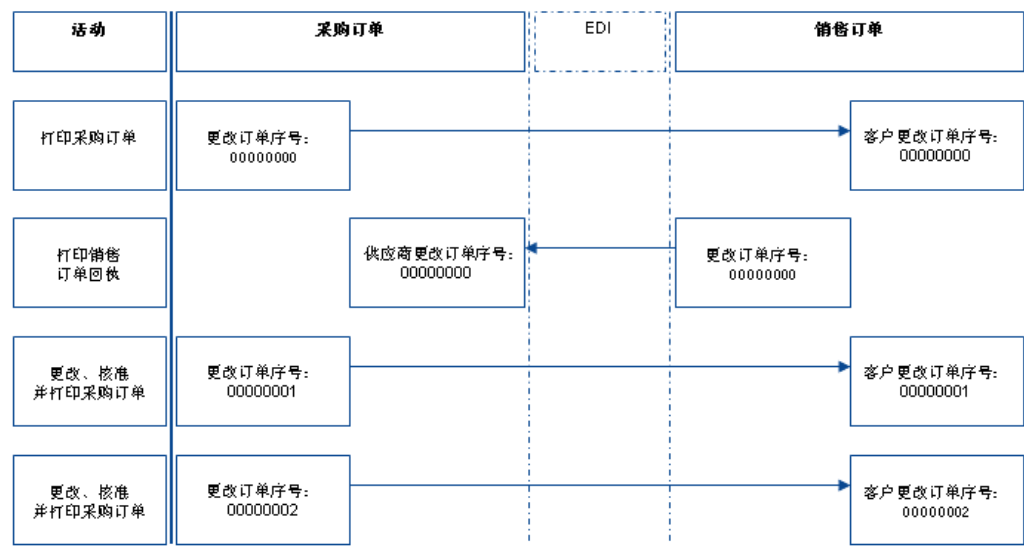 活动
采购订单
EDI
销售订单
打印采购订单
更改订单序号：
00000000
客户更改订单序号：
00000000
打印销售
订单回执
供应商更改订单序号：
00000000
更改订单序号：
00000000
更改、核准
并打印采购订单
更改订单序号：
00000001
客户更改订单序号：
00000001
更改、核准
并打印采购订单
更改订单序号：
00000002
客户更改订单序号：
00000002